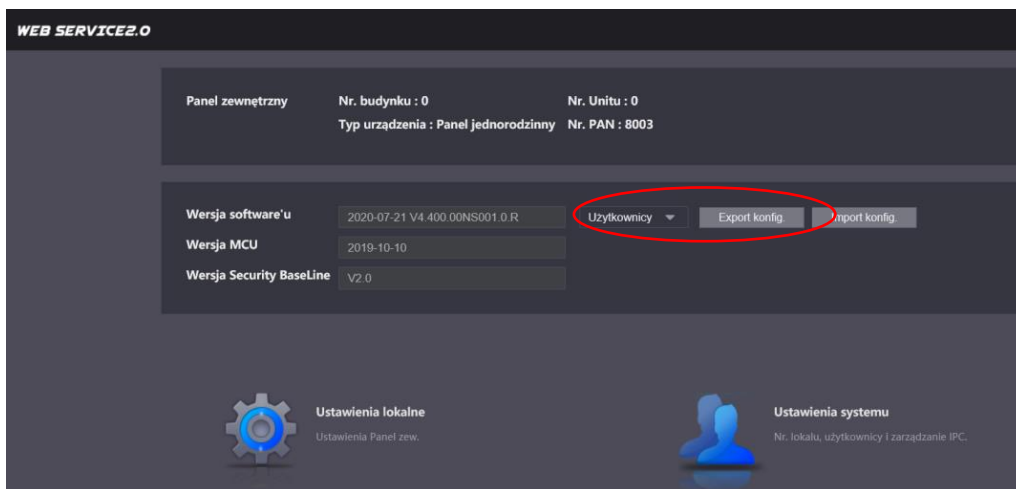 WEB SERVICE2.0
Panel zewnętrzny Nr. budynku : 0 Nr. Unitu : 0
Typ urządzenia : Panel jednorodzinny Nr. PAN : 8003
Wersja software'u 2020-07-21 V4.400.00NS001.0.R Użytkownicy Export konfig. Import konfig.
Wersja MCU 2019-10-10
Wersja Security BaseLine V2.0
Ustawienia lokalne Ustawienia systemu
Ustawienia Panel zew. Nr. lokalu, użytkownicy i zarządzanie IPC.